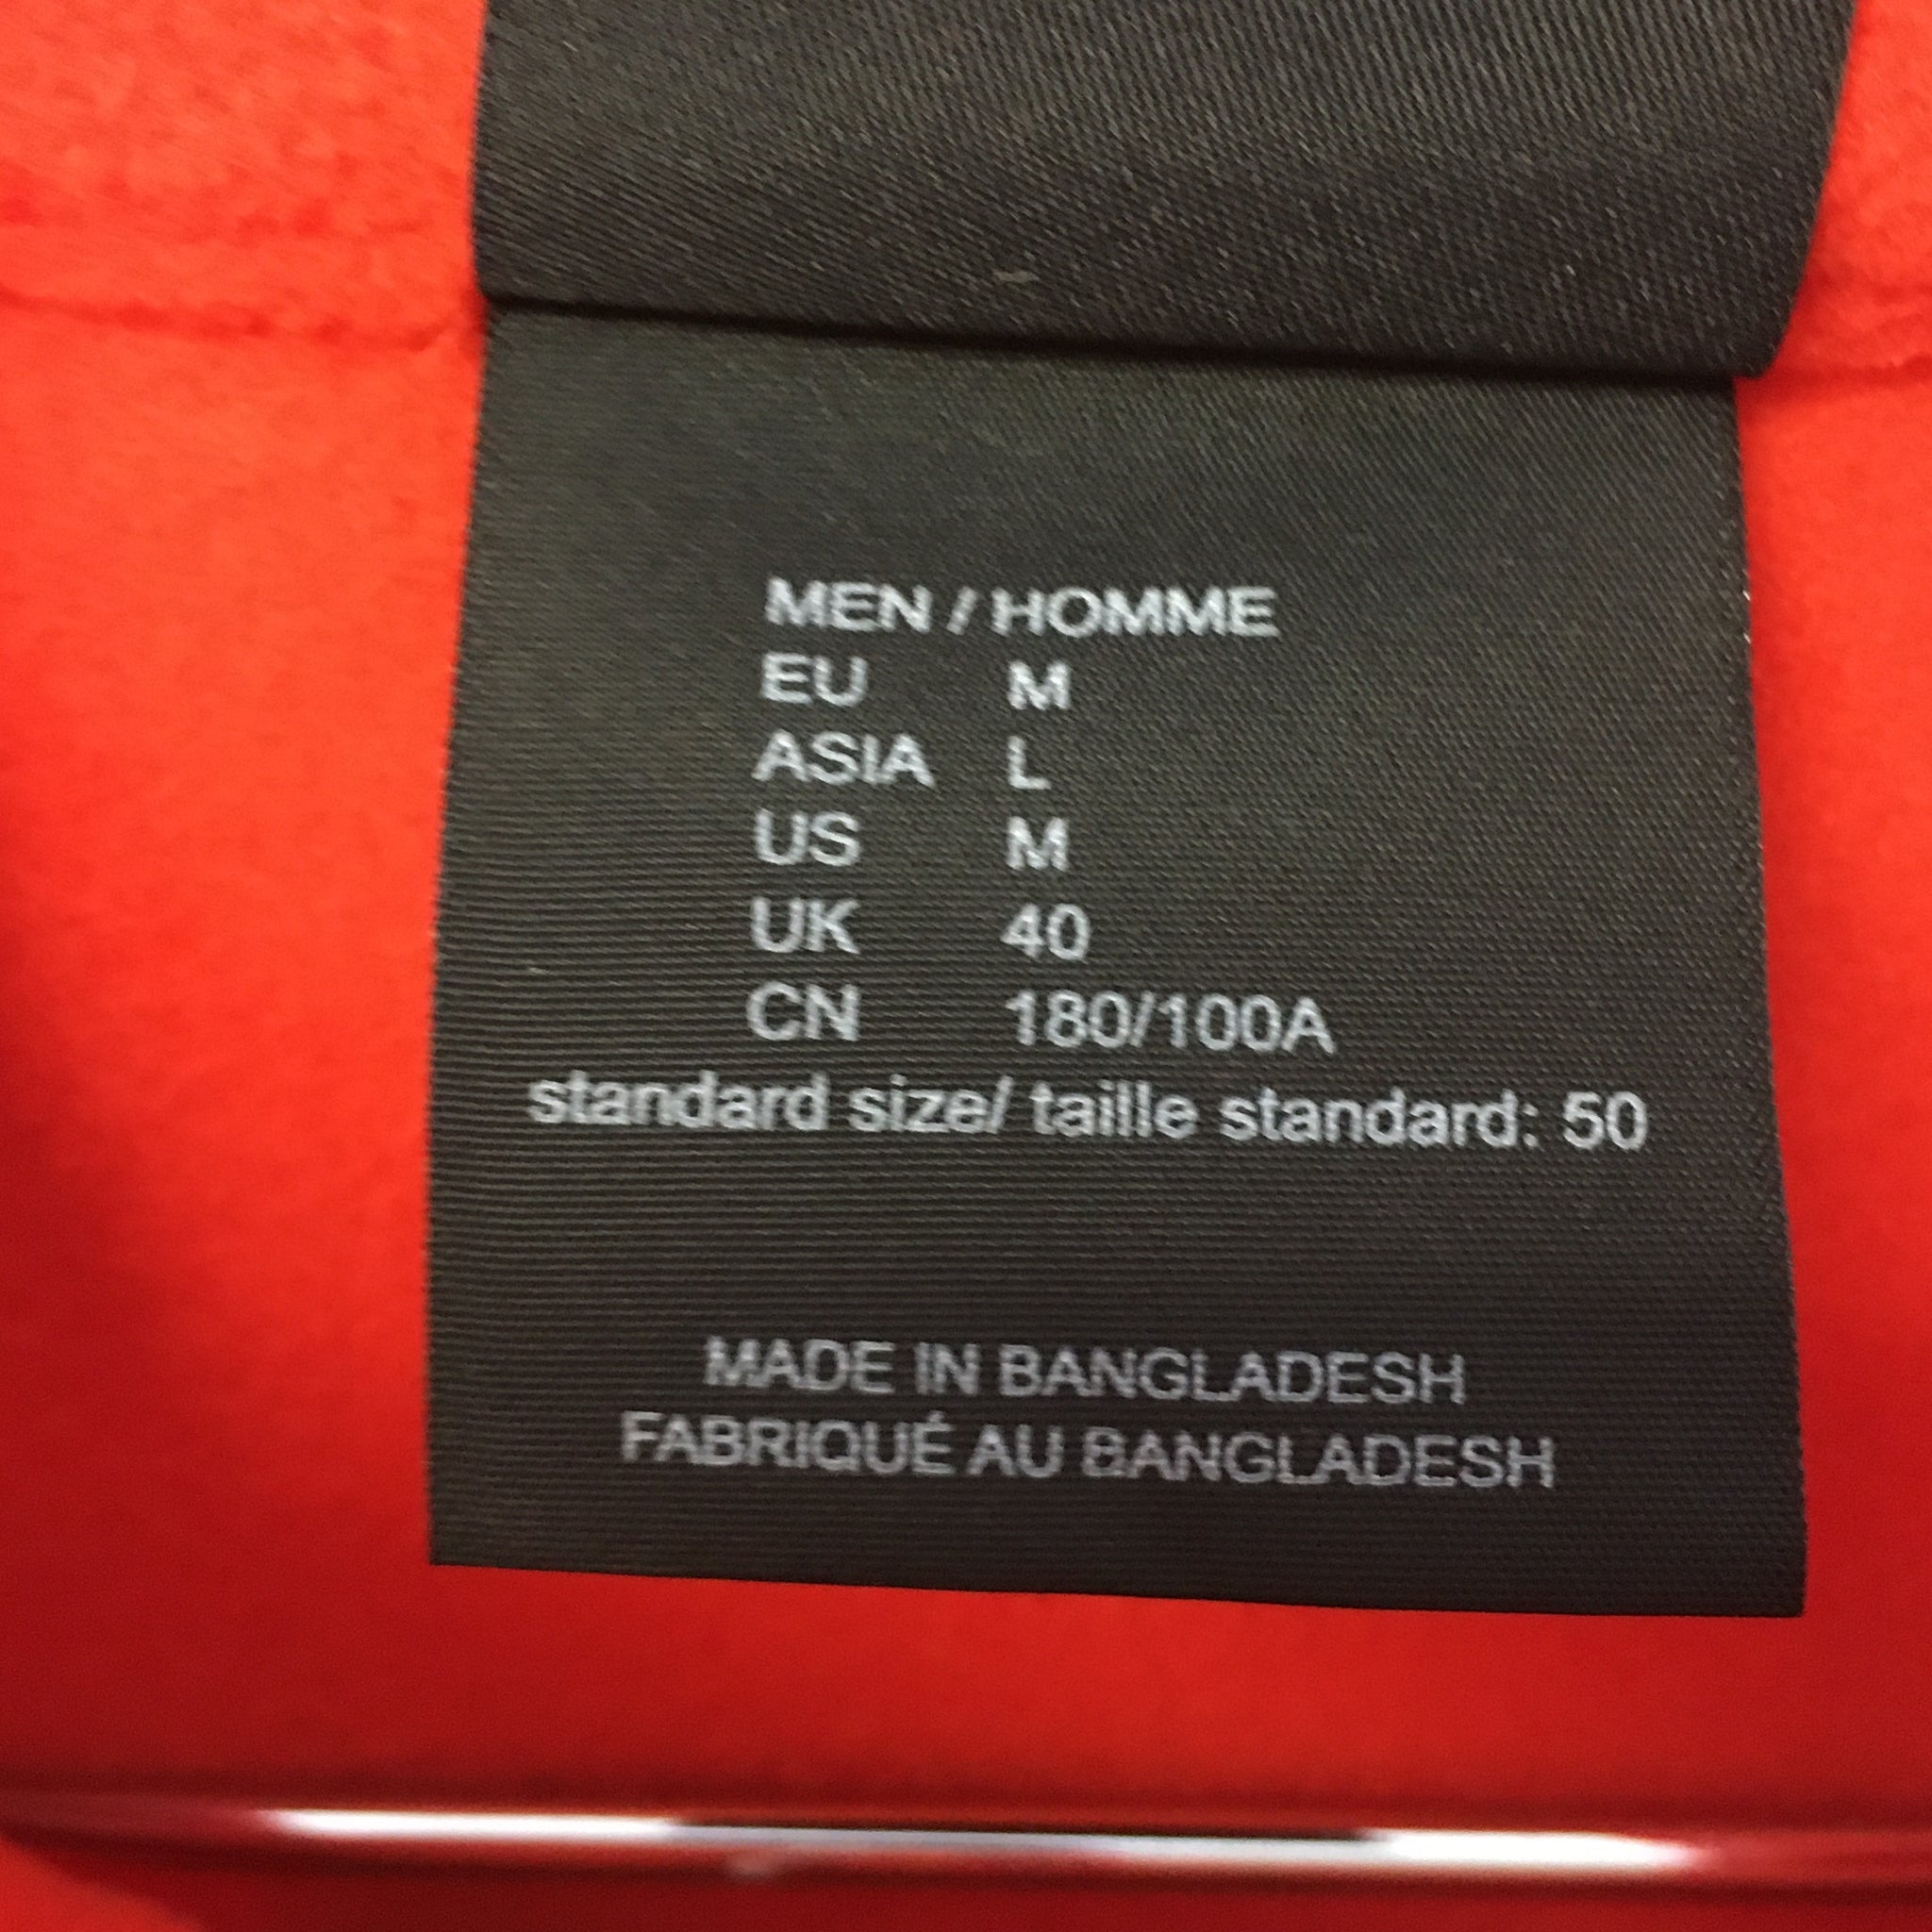 MEN / HOMME
EU M
ASIA L
US M
UK 40
CN 180/100A
standard size/ taille standard: 50
MADE IN BANGLADESH
FABRIQUÉ AU BANGLADESH